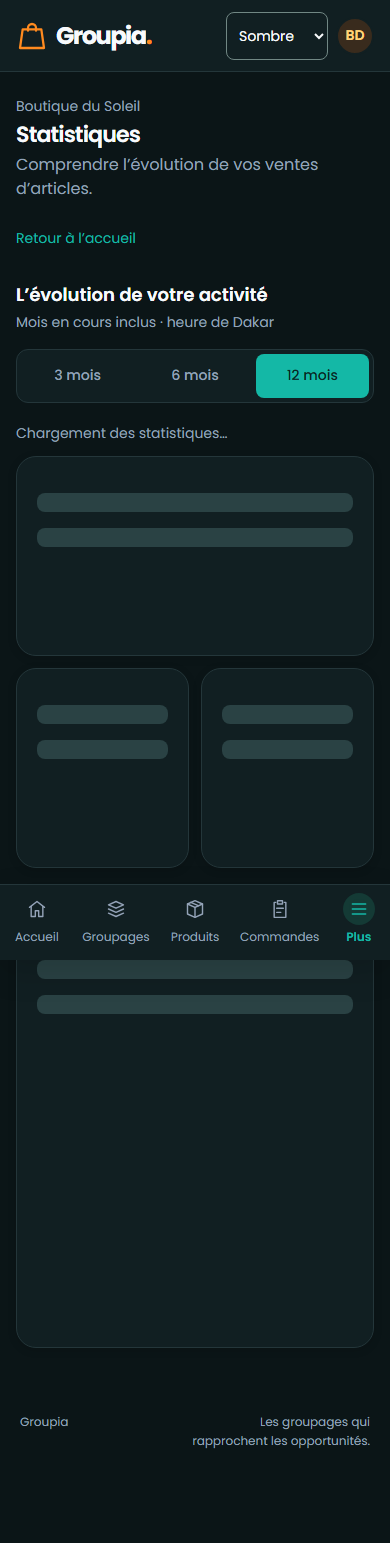 Groupia.
Sombre
BD
Boutique du Soleil
Statistiques
Comprendre l’évolution de vos ventes
d’articles.
Retour à l’accueil
L’évolution de votre activité
Mois en cours inclus · heure de Dakar
3 mois
6 mois
12 mois
Chargement des statistiques…
Accueil
Groupages
Produits
Commandes
Plus
Groupia
Les groupages qui
rapprochent les opportunités.